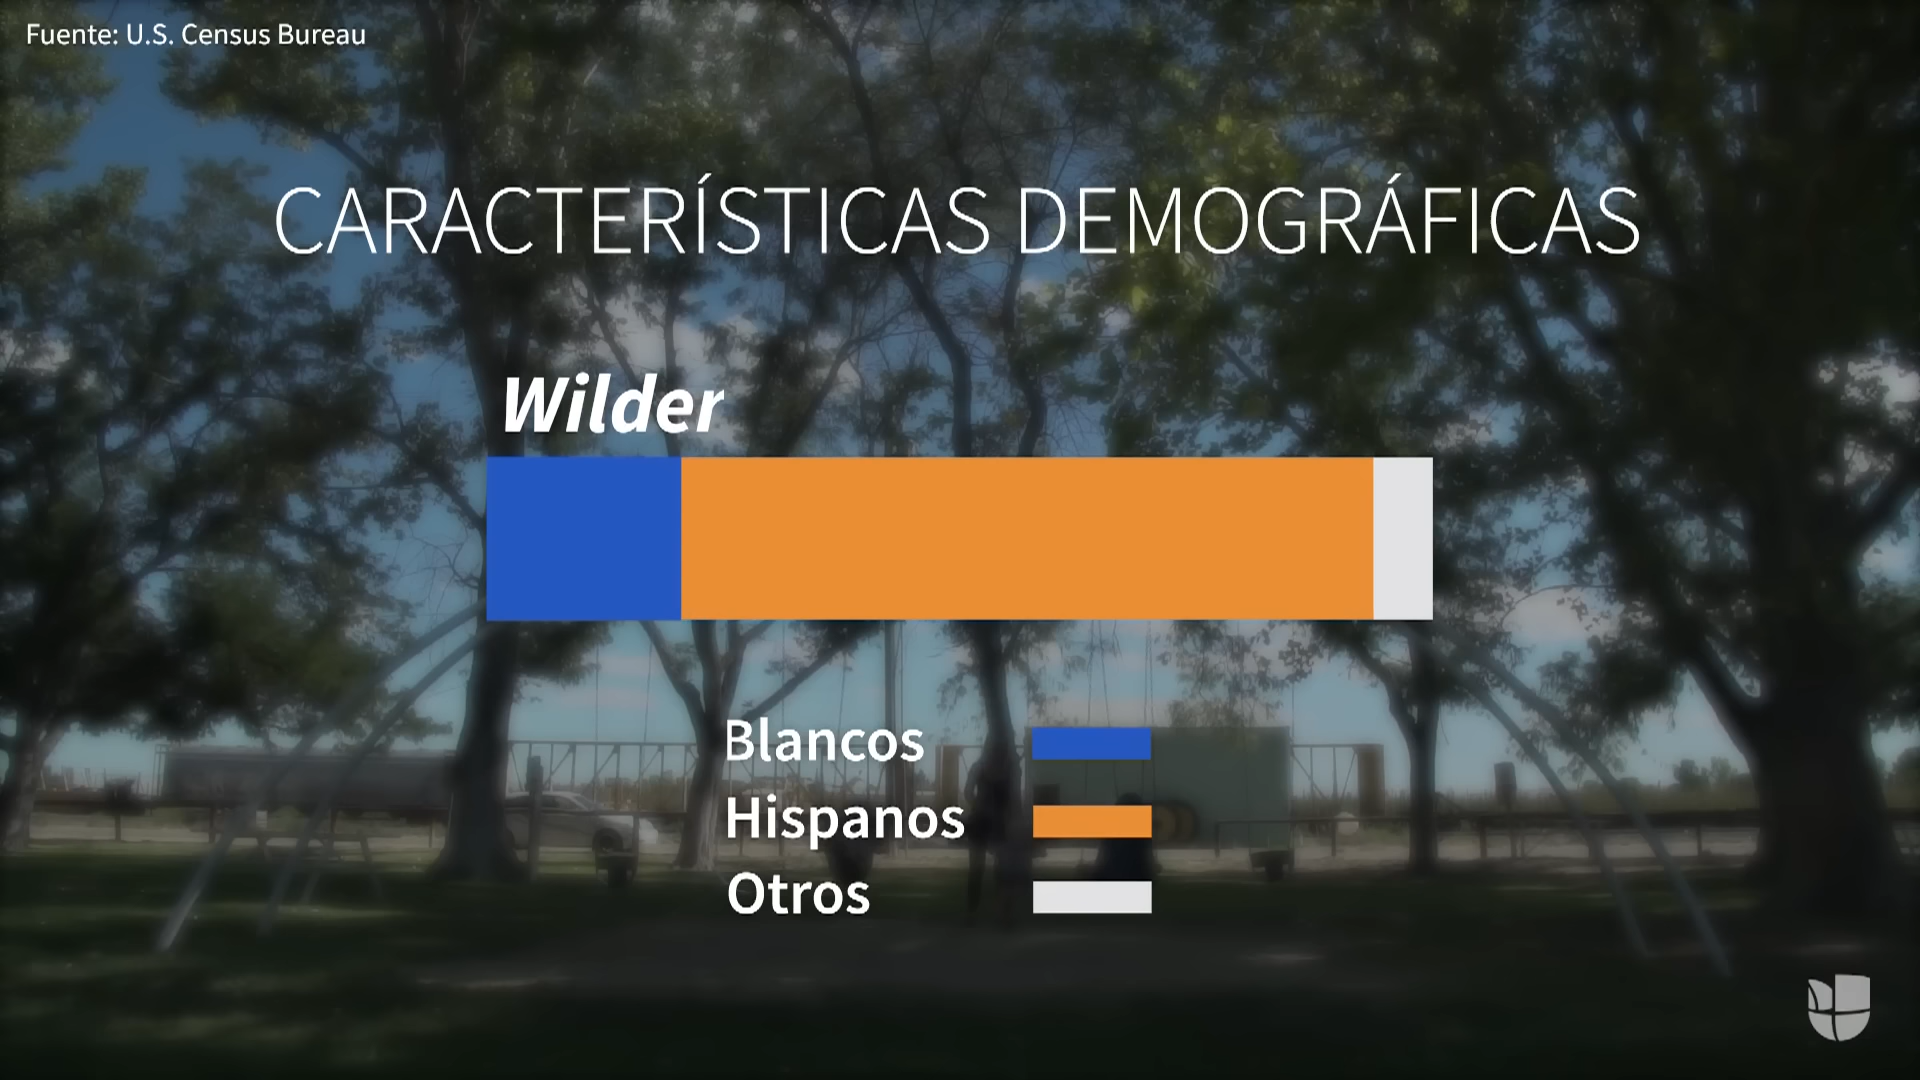 Fuente: U.S. Census Bureau
CARACTERÍSTICAS DEMOGRÁFICAS
Wilder
Blancos
Hispanos
Otros